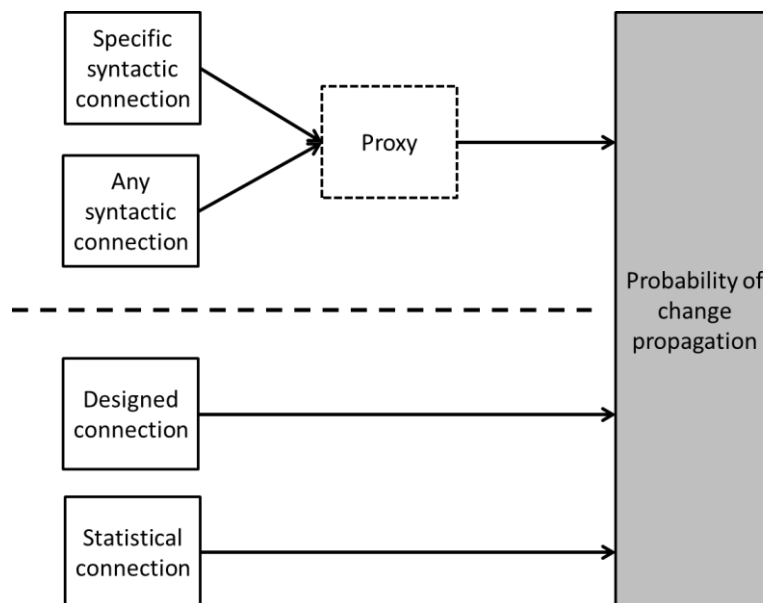 Specific
syntactic
connection
Proxy
Any
syntactic
connection
Probability of
change
propagation
Designed
connection
Statistical
connection